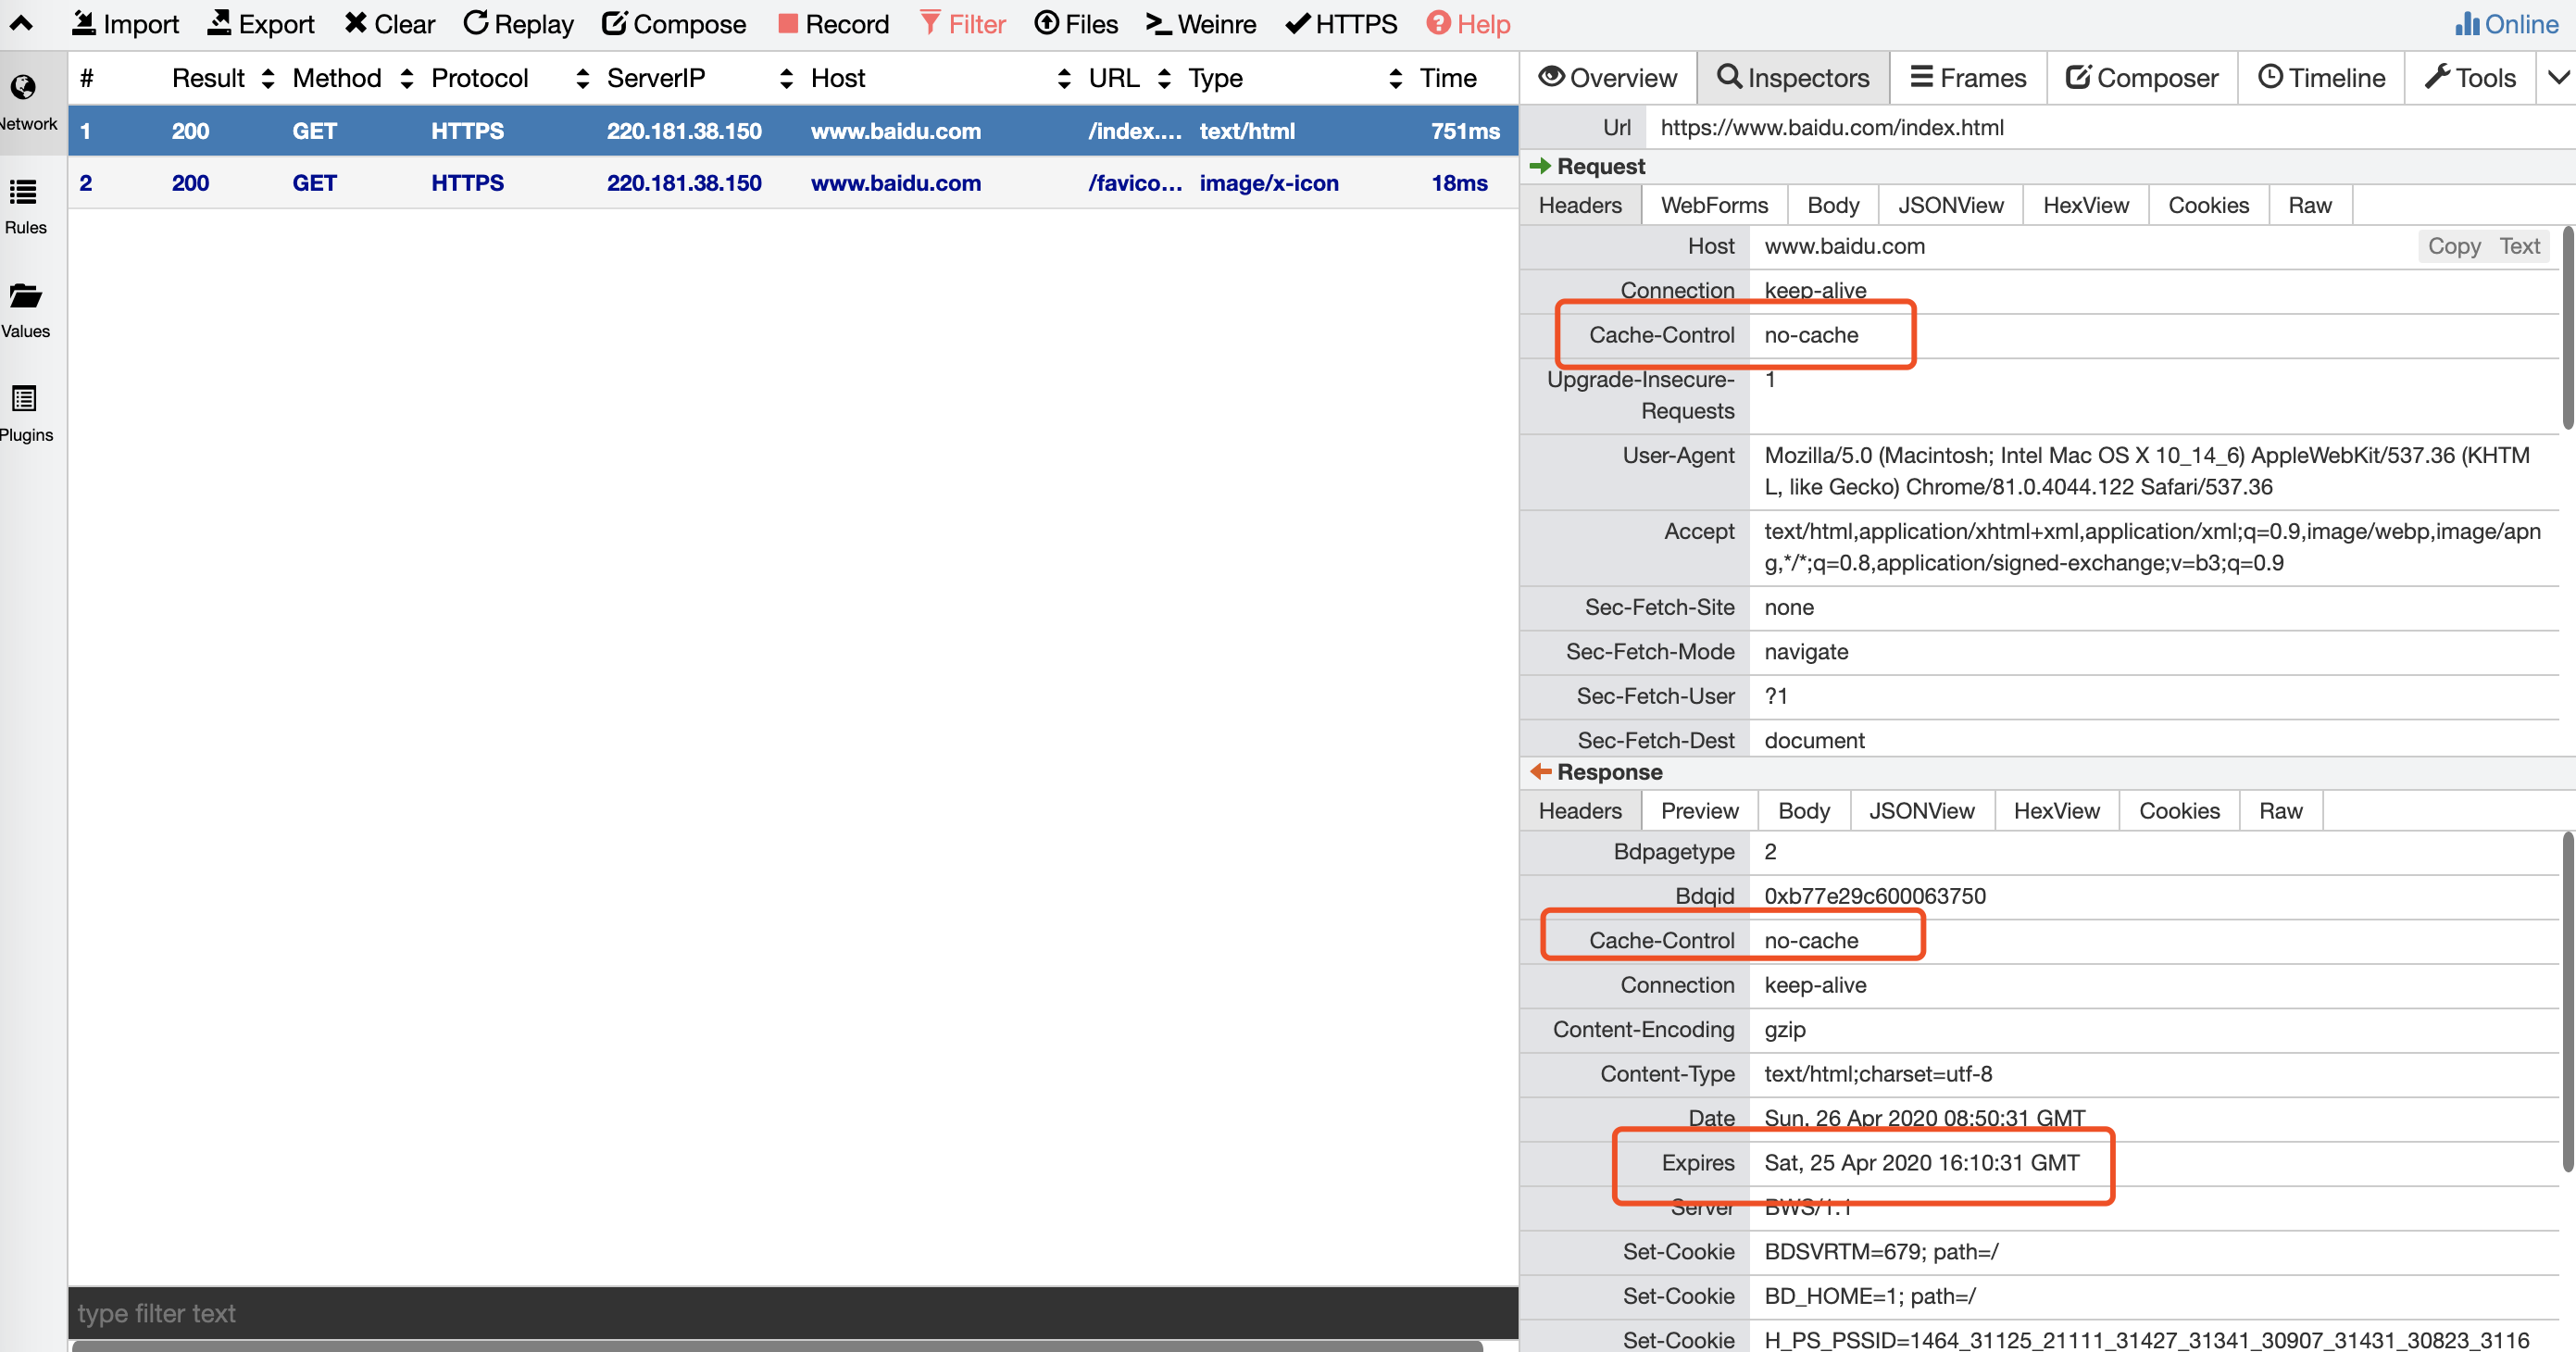 Import Export Clear Replay Compose Record Filter Files Weinre HTTPS Help Online
Network
Rules
Values
Plugins
# Result Method Protocol ServerIP Host URL Type Time
1 200 GET HTTPS 220.181.38.150 www.baidu.com /index.... text/html 751ms
2 200 GET HTTPS 220.181.38.150 www.baidu.com /favico... image/x-icon 18ms
type filter text
Overview Inspectors Frames Composer Timeline Tools
Url https://www.baidu.com/index.html
Request
Headers WebForms Body JSONView HexView Cookies Raw
Host www.baidu.com Copy Text
Connection keep-alive
Cache-Control no-cache
Upgrade-Insecure- 1
Requests
User-Agent Mozilla/5.0 (Macintosh; Intel Mac OS X 10_14_6) AppleWebKit/537.36 (KHTM
L, like Gecko) Chrome/81.0.4044.122 Safari/537.36
Accept text/html,application/xhtml+xml,application/xml;q=0.9,image/webp,image/apn
g,*/*;q=0.8,application/signed-exchange;v=b3;q=0.9
Sec-Fetch-Site none
Sec-Fetch-Mode navigate
Sec-Fetch-User ?1
Sec-Fetch-Dest document
Response
Headers Preview Body JSONView HexView Cookies Raw
Bdpagetype 2
Bdqid 0xb77e29c600063750
Cache-Control no-cache
Connection keep-alive
Content-Encoding gzip
Content-Type text/html;charset=utf-8
Date Sun, 26 Apr 2020 08:50:31 GMT
Expires Sat, 25 Apr 2020 16:10:31 GMT
Server BWS/1.1
Set-Cookie BDSVRTM=679; path=/
Set-Cookie BD_HOME=1; path=/
Set-Cookie H_PS_PSSID=1464_31125_21111_31427_31341_30907_31431_30823_3116